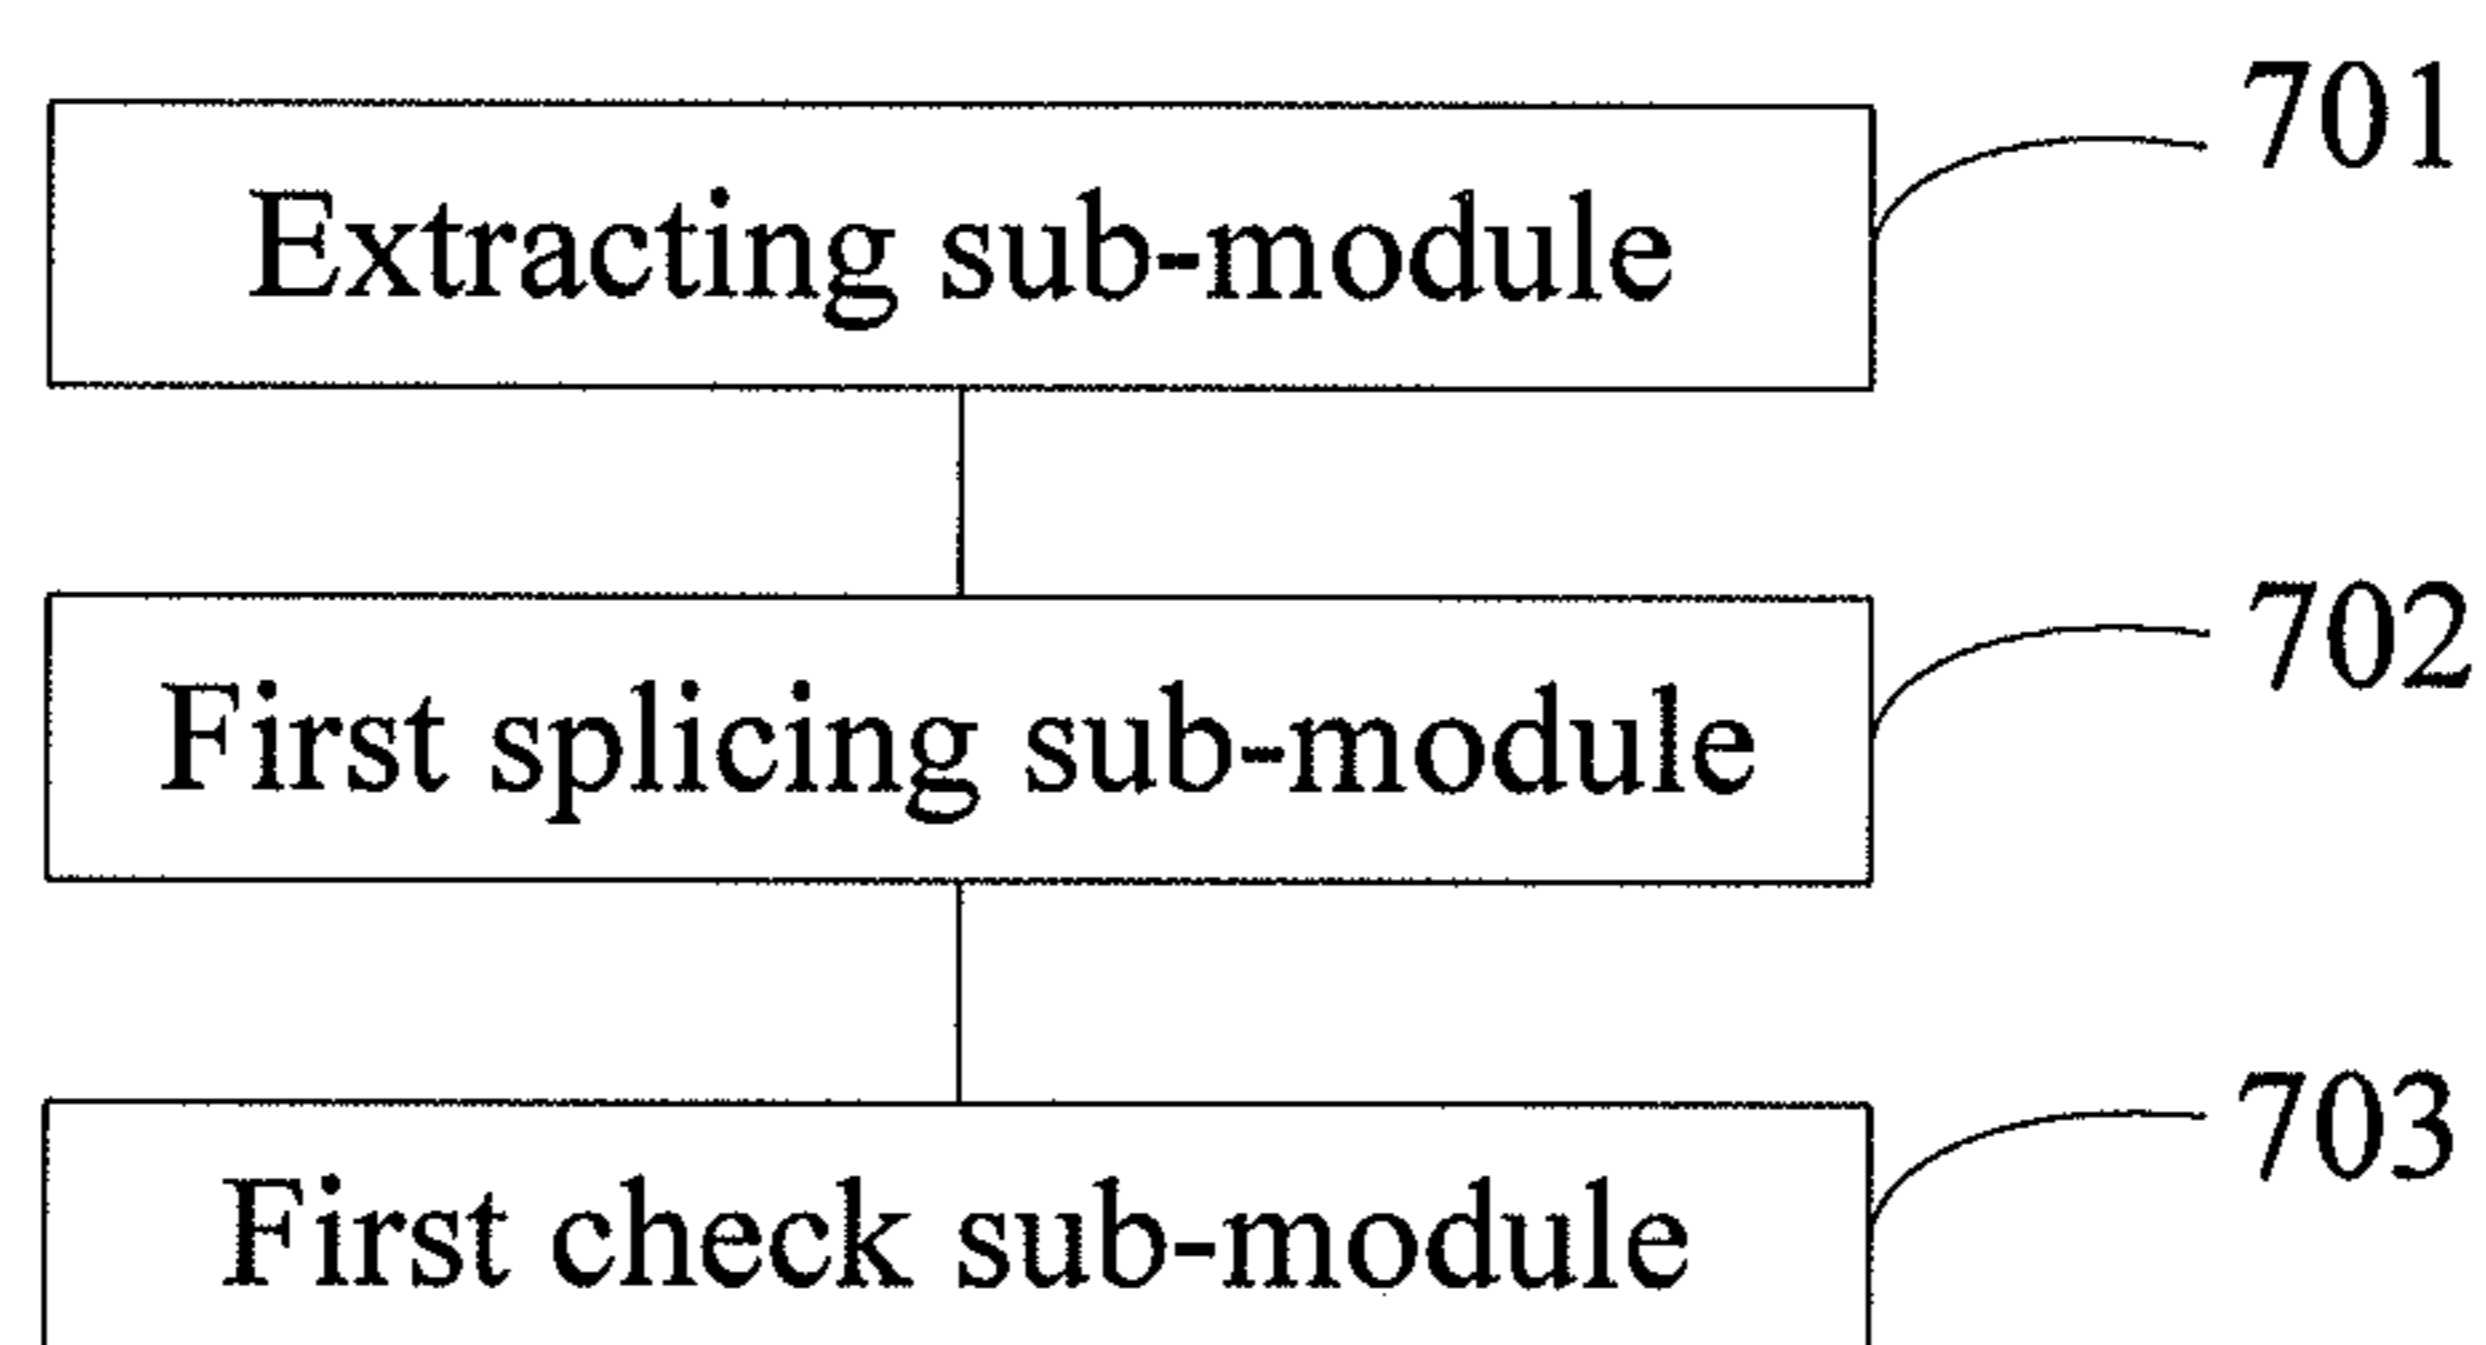 701
Extracting sub-module
702
First splicing sub-module
703
First check sub-module